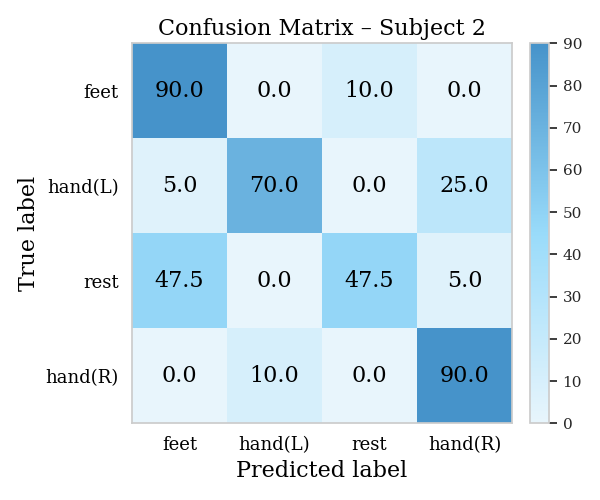 Confusion Matrix – Subject 2
True label
feet 90.0 0.0 10.0 0.0
hand(L) 5.0 70.0 0.0 25.0
rest 47.5 0.0 47.5 5.0
hand(R) 0.0 10.0 0.0 90.0
feet hand(L) rest hand(R)
Predicted label
90
80
70
60
50
40
30
20
10
0